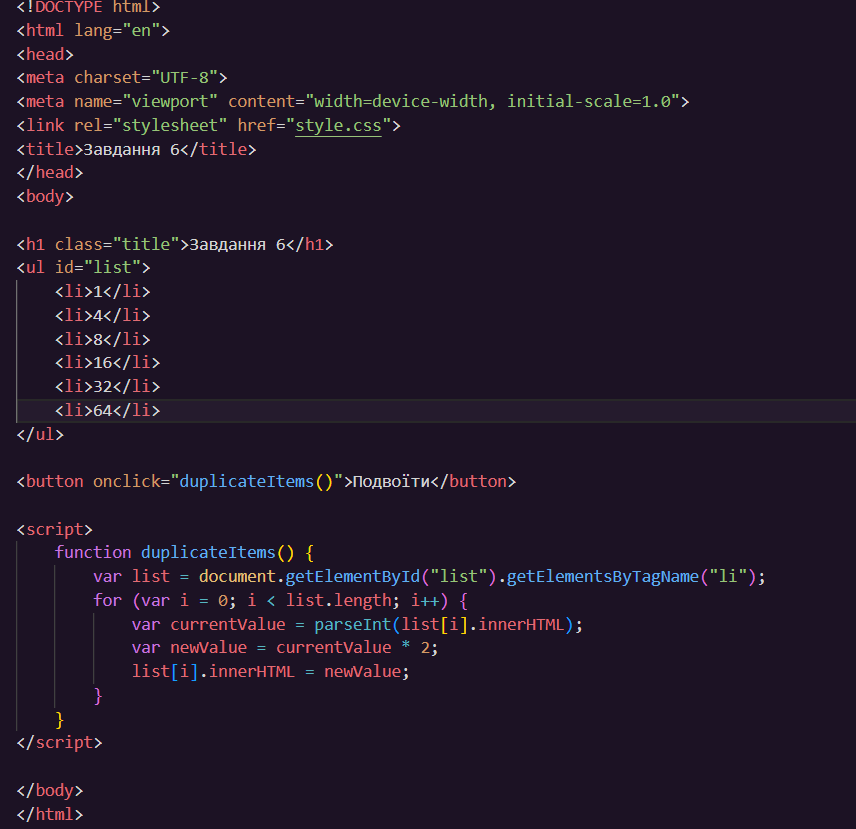 <!DOCTYPE html>
<html lang="en">
<head>
<meta charset="UTF-8">
<meta name="viewport" content="width=device-width, initial-scale=1.0">
<link rel="stylesheet" href="style.css">
<title>Завдання 6</title>
</head>
<body>

<h1 class="title">Завдання 6</h1>
<ul id="list">
    <li>1</li>
    <li>4</li>
    <li>8</li>
    <li>16</li>
    <li>32</li>
    <li>64</li>
</ul>

<button onclick="duplicateItems()">Подвоїти</button>

<script>
    function duplicateItems() {
        var list = document.getElementById("list").getElementsByTagName("li");
        for (var i = 0; i < list.length; i++) {
            var currentValue = parseInt(list[i].innerHTML);
            var newValue = currentValue * 2;
            list[i].innerHTML = newValue;
        }
    }
</script>

</body>
</html>